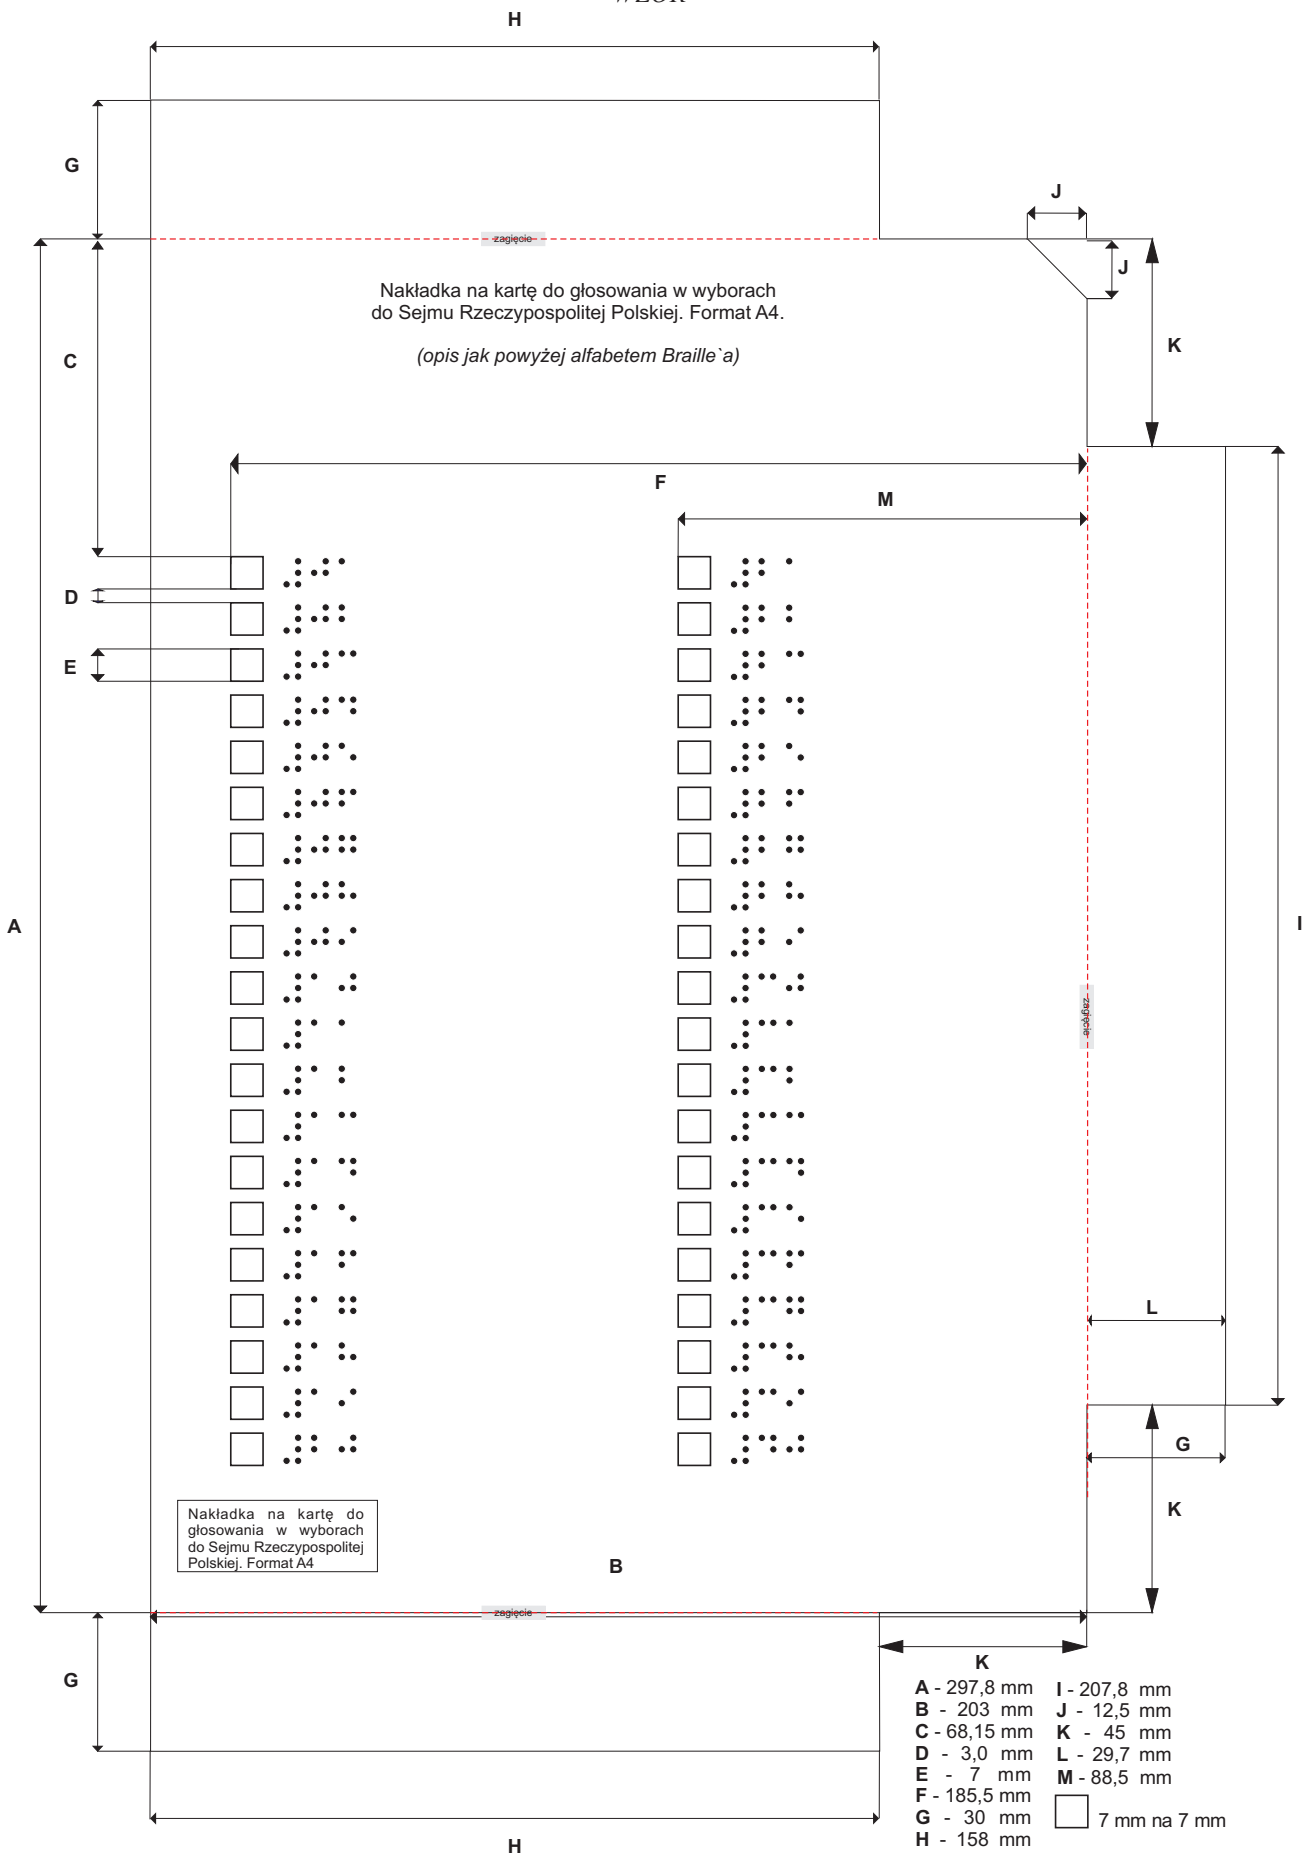 H
G
J
zagięcie
J
Nakładka na kartę do głosowania w wyborach
do Sejmu Rzeczypospolitej Polskiej. Format A4.
K
(opis jak powyżej alfabetem Braille`a)
C
F
M
⠼⠚⠁ ⠼⠃⠁
D
⠼⠚⠃ ⠼⠃⠃
E
⠼⠚⠉ ⠼⠃⠉
⠼⠚⠙ ⠼⠃⠙
⠼⠚⠑ ⠼⠃⠑
⠼⠚⠋ ⠼⠃⠋
⠼⠚⠛ ⠼⠃⠛
⠼⠚⠓ ⠼⠃⠓
A
I
⠼⠚⠊ ⠼⠃⠊
⠼⠁⠚ ⠼⠉⠚
zagięcie
⠼⠁⠁ ⠼⠉⠁
⠼⠁⠃ ⠼⠉⠃
⠼⠁⠉ ⠼⠉⠉
⠼⠁⠙ ⠼⠉⠙
⠼⠁⠑ ⠼⠉⠑
⠼⠁⠋ ⠼⠉⠋
⠼⠁⠛ ⠼⠉⠛
L
⠼⠁⠓ ⠼⠉⠓
⠼⠁⠊ ⠼⠉⠊
⠼⠃⠚ ⠼⠙⠚
G
K
Nakładka na kartę do
głosowania w wyborach
do Sejmu Rzeczypospolitej
Polskiej. Format A4
B
zagięcie
K
G
A - 297,8 mm
B - 203 mm
C - 68,15 mm
D - 3,0 mm
E - 7 mm
F - 185,5 mm
G - 30 mm
H - 158 mm
I - 207,8 mm
J - 12,5 mm
K - 45 mm
L - 29,7 mm
M - 88,5 mm
7 mm na 7 mm
H